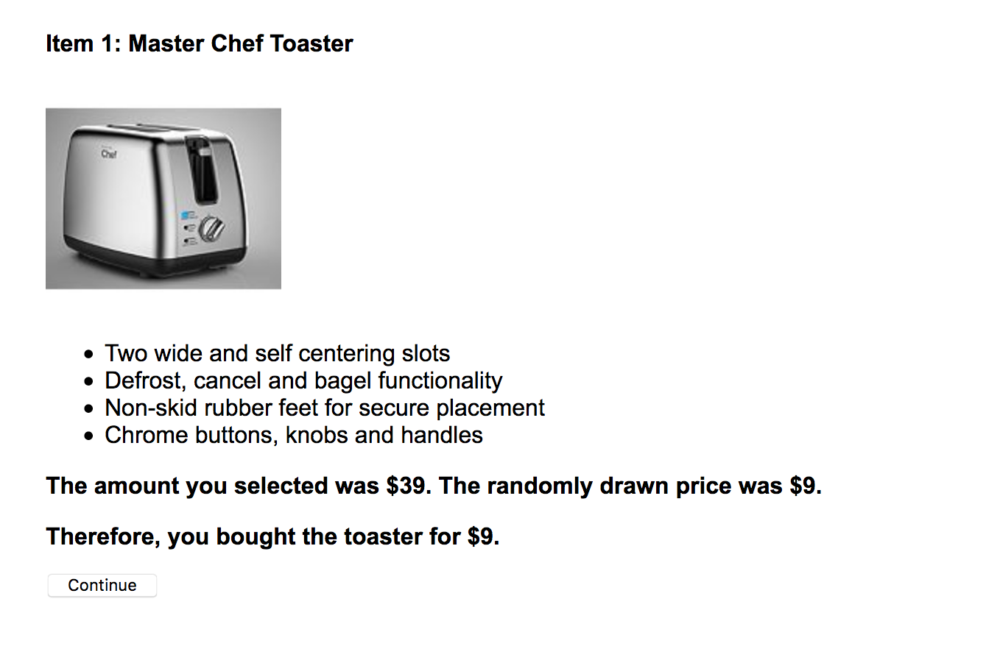 Item 1: Master Chef Toaster
Chef
Two wide and self centering slots
Defrost, cancel and bagel functionality
Non-skid rubber feet for secure placement
Chrome buttons, knobs and handles
The amount you selected was $39. The randomly drawn price was $9.
Therefore, you bought the toaster for $9.
Continue